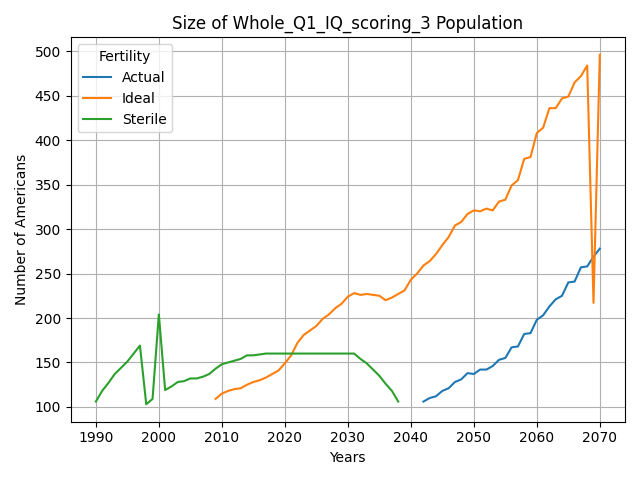 Size of Whole_Q1_IQ_scoring_3 Population
Fertility
Actual
Ideal
Sterile
Number of Americans
500
450
400
350
300
250
200
150
100
1990 2000 2010 2020 2030 2040 2050 2060 2070
Years